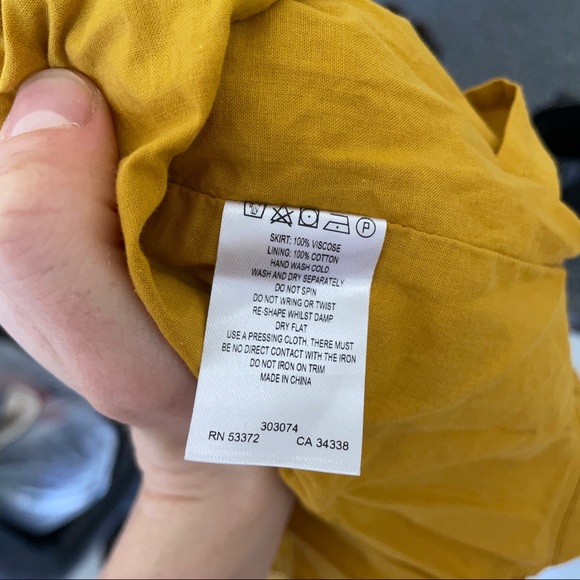 P
SKIRT: 100% VISCOSE
LINING: 100% COTTON
HAND WASH COLD
WASH AND DRY SEPARATELY
DO NOT SPIN
DO NOT WRING OR TWIST
RE-SHAPE WHILST DAMP
DRY FLAT
USE A PRESSING CLOTH, THERE MUST
BE NO DIRECT CONTACT WITH THE IRON
DO NOT IRON ON TRIM
MADE IN CHINA
303074
RN 53372 CA 34338